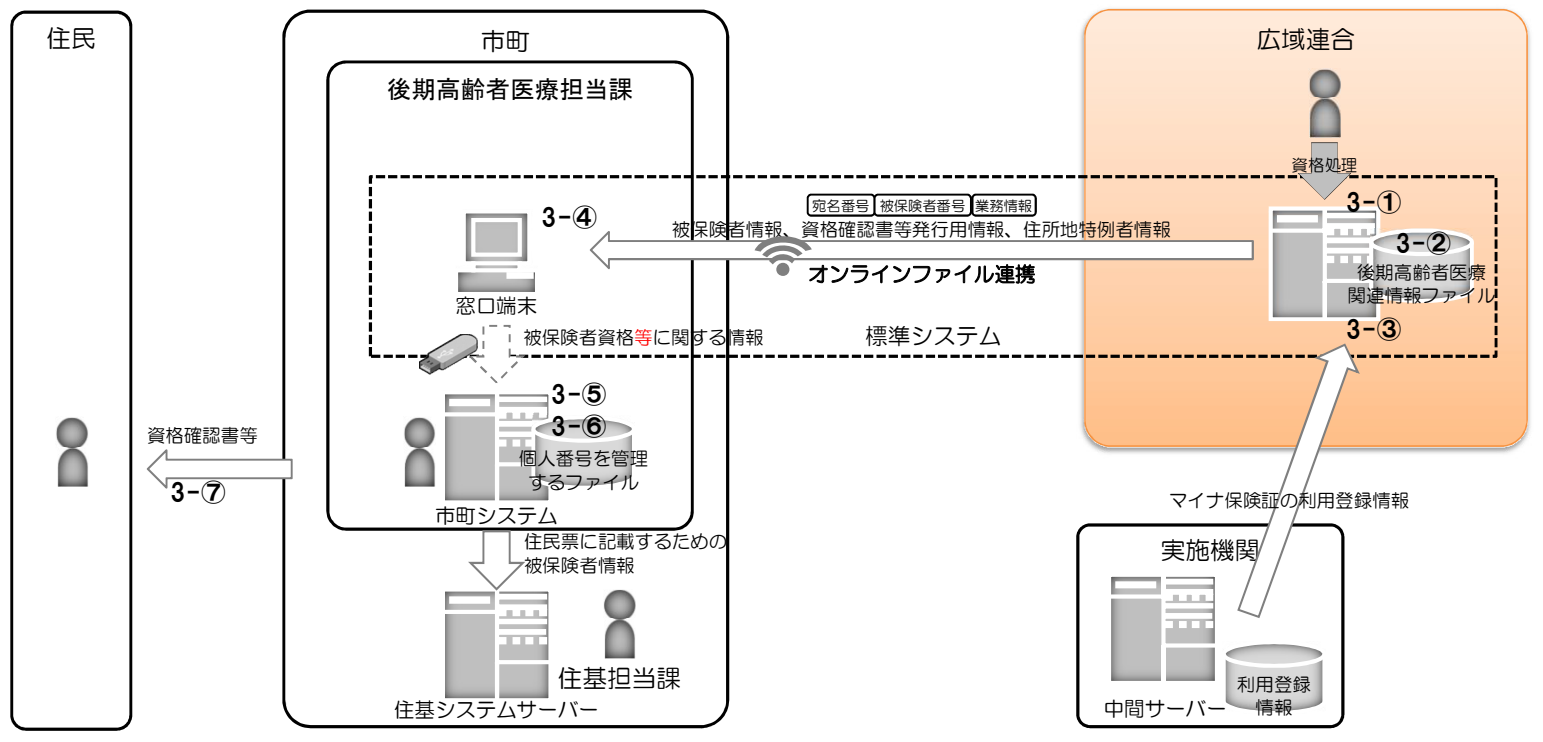 住民
市町
後期高齢者医療担当課
広域連合
資格処理
3-①
3-②
後期高齢者医療
関連情報ファイル
3-③
宛名番号 被保険者番号 業務情報
被保険者情報、資格確認書等発行用情報、住所地特例者情報
オンラインファイル連携
標準システム
3-④
窓口端末
被保険者資格等に関する情報
3-⑤
3-⑥
個人番号を管理
するファイル
市町システム
資格確認書等
3-⑦
住民票に記載するための
被保険者情報
住基担当課
住基システムサーバー
マイナ保険証の利用登録情報
実施機関
中間サーバー
利用登録
情報